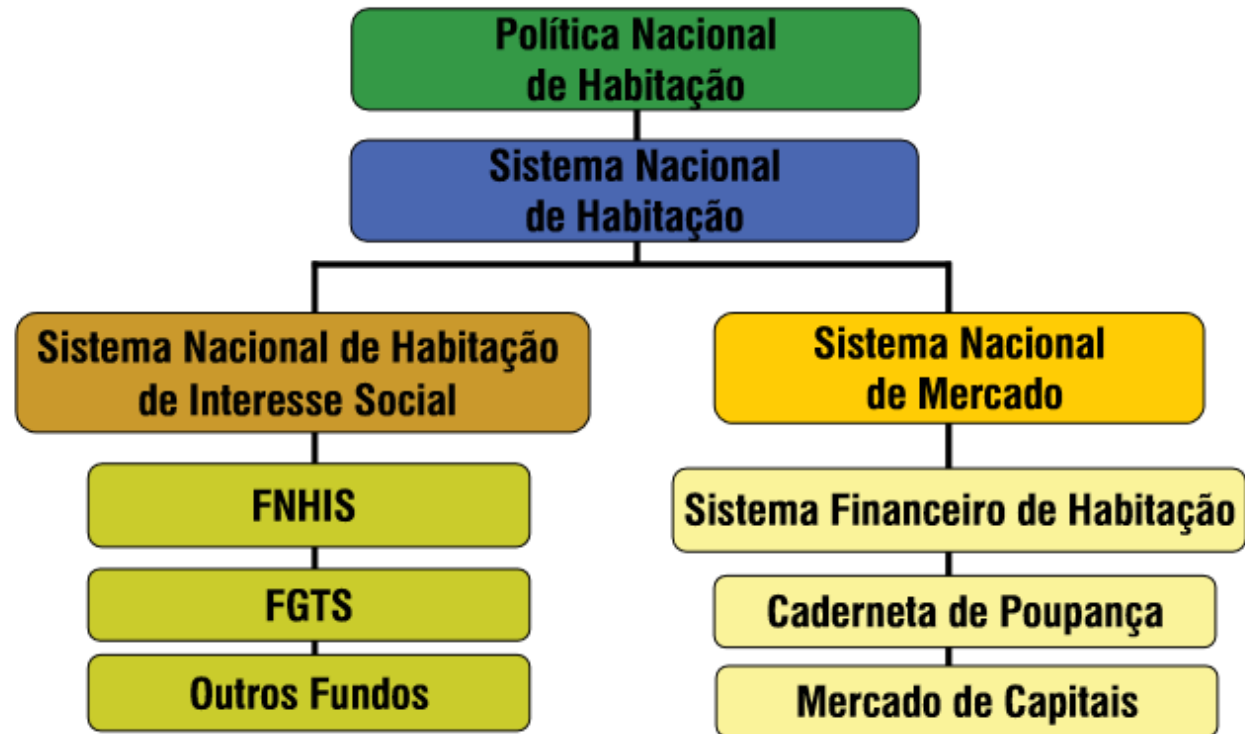 Política Nacional
de Habitação
Sistema Nacional
de Habitação
Sistema Nacional de Habitação
de Interesse Social
FNHIS
FGTS
Outros Fundos
Sistema Nacional
de Mercado
Sistema Financeiro de Habitação
Caderneta de Poupança
Mercado de Capitais